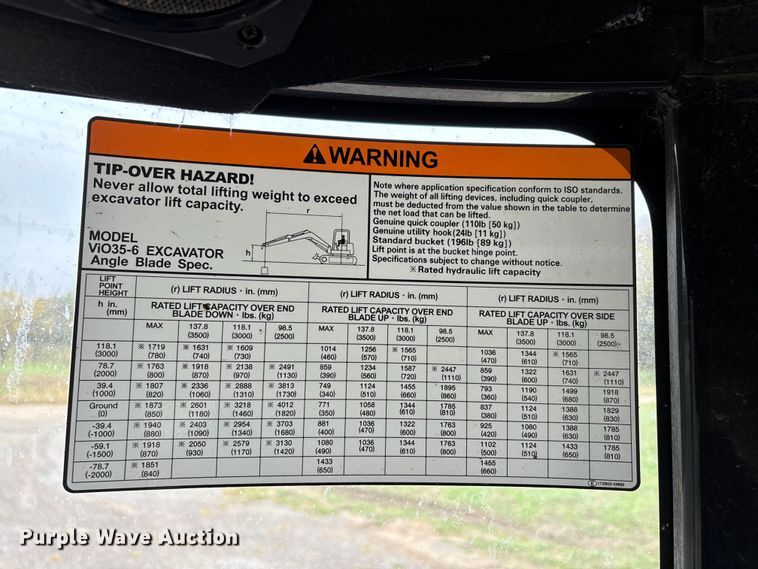 WARNING
TIP-OVER HAZARD!
Never allow total lifting weight to exceed
excavator lift capacity.
MODEL
ViO35-6 EXCAVATOR
Angle Blade Spec.
r
h
Note where application specification conform to ISO standards.
The weight of all lifting devices, including quick coupler,
must be deducted from the value shown in the table to determine
the net load that can be lifted.
Genuine quick coupler (110lb [50 kg])
Genuine utility hook(24lb [11 kg])
Standard bucket (196lb [89 kg])
Lift point is at the bucket hinge point.
Specifications subject to change without notice.
※Rated hydraulic lift capacity
LIFT POINT HEIGHT (r) LIFT RADIUS · in. (mm) (r) LIFT RADIUS · in. (mm) (r) LIFT RADIUS · in. (mm)
h in. (mm) RATED LIFT CAPACITY OVER END BLADE DOWN · lbs. (kg) RATED LIFT CAPACITY OVER END BLADE UP · lbs. (kg) RATED LIFT CAPACITY OVER SIDE BLADE UP · lbs. (kg)
MAX 137.8 118.1 98.5 MAX 137.8 118.1 98.5 MAX 137.8 118.1 98.5
(3500) (3000) (2500) (3500) (3000) (2500) (3500) (3000) (2500)
118.1 ※ 1719 ※ 1631 ※ 1609 1014 1256 ※ 1565 1036 1344 ※ 1565
(3000) (780) (740) (730) (460) (570) (710) (470) (610) (710)
78.7 ※ 1763 ※ 1918 ※ 2138 ※ 2491 859 1234 1587 ※ 2447 859 1322 1631 ※ 2447
(2000) (800) (870) (970) (1130) (390) (560) (720) (1110) (390) (600) (740) (1110)
39.4 ※ 1807 ※ 2336 ※ 2888 ※ 3813 749 1124 1455 1895 793 1190 1499 1918
(1000) (820) (1060) (1310) (1730) (340) (510) (660) (860) (360) (540) (680) (870)
Ground ※ 1873 ※ 2601 ※ 3218 ※ 4012 771 1058 1344 1785 837 1124 1388 1829
(0) (850) (1180) (1460) (1820) (350) (480) (610) (810) (380) (510) (630) (830)
-39.4 ※ 1940 ※ 2403 ※ 2954 ※ 3703 881 1036 1322 1763 925 1080 1388 1785
(-1000) (880) (1090) (1340) (1680) (400) (470) (600) (800) (420) (490) (630) (810)
-59.1 ※ 1918 ※ 2050 ※ 2579 ※ 3130 1080 1036 1344 1763 1102 1124 1433 1785
(-1500) (870) (930) (1170) (1420) (490) (470) (610) (800) (500) (510) (650) (810)
-78.7 ※ 1851 1433 1455
(-2000) (840) (650) (660)
Purple Wave Auction